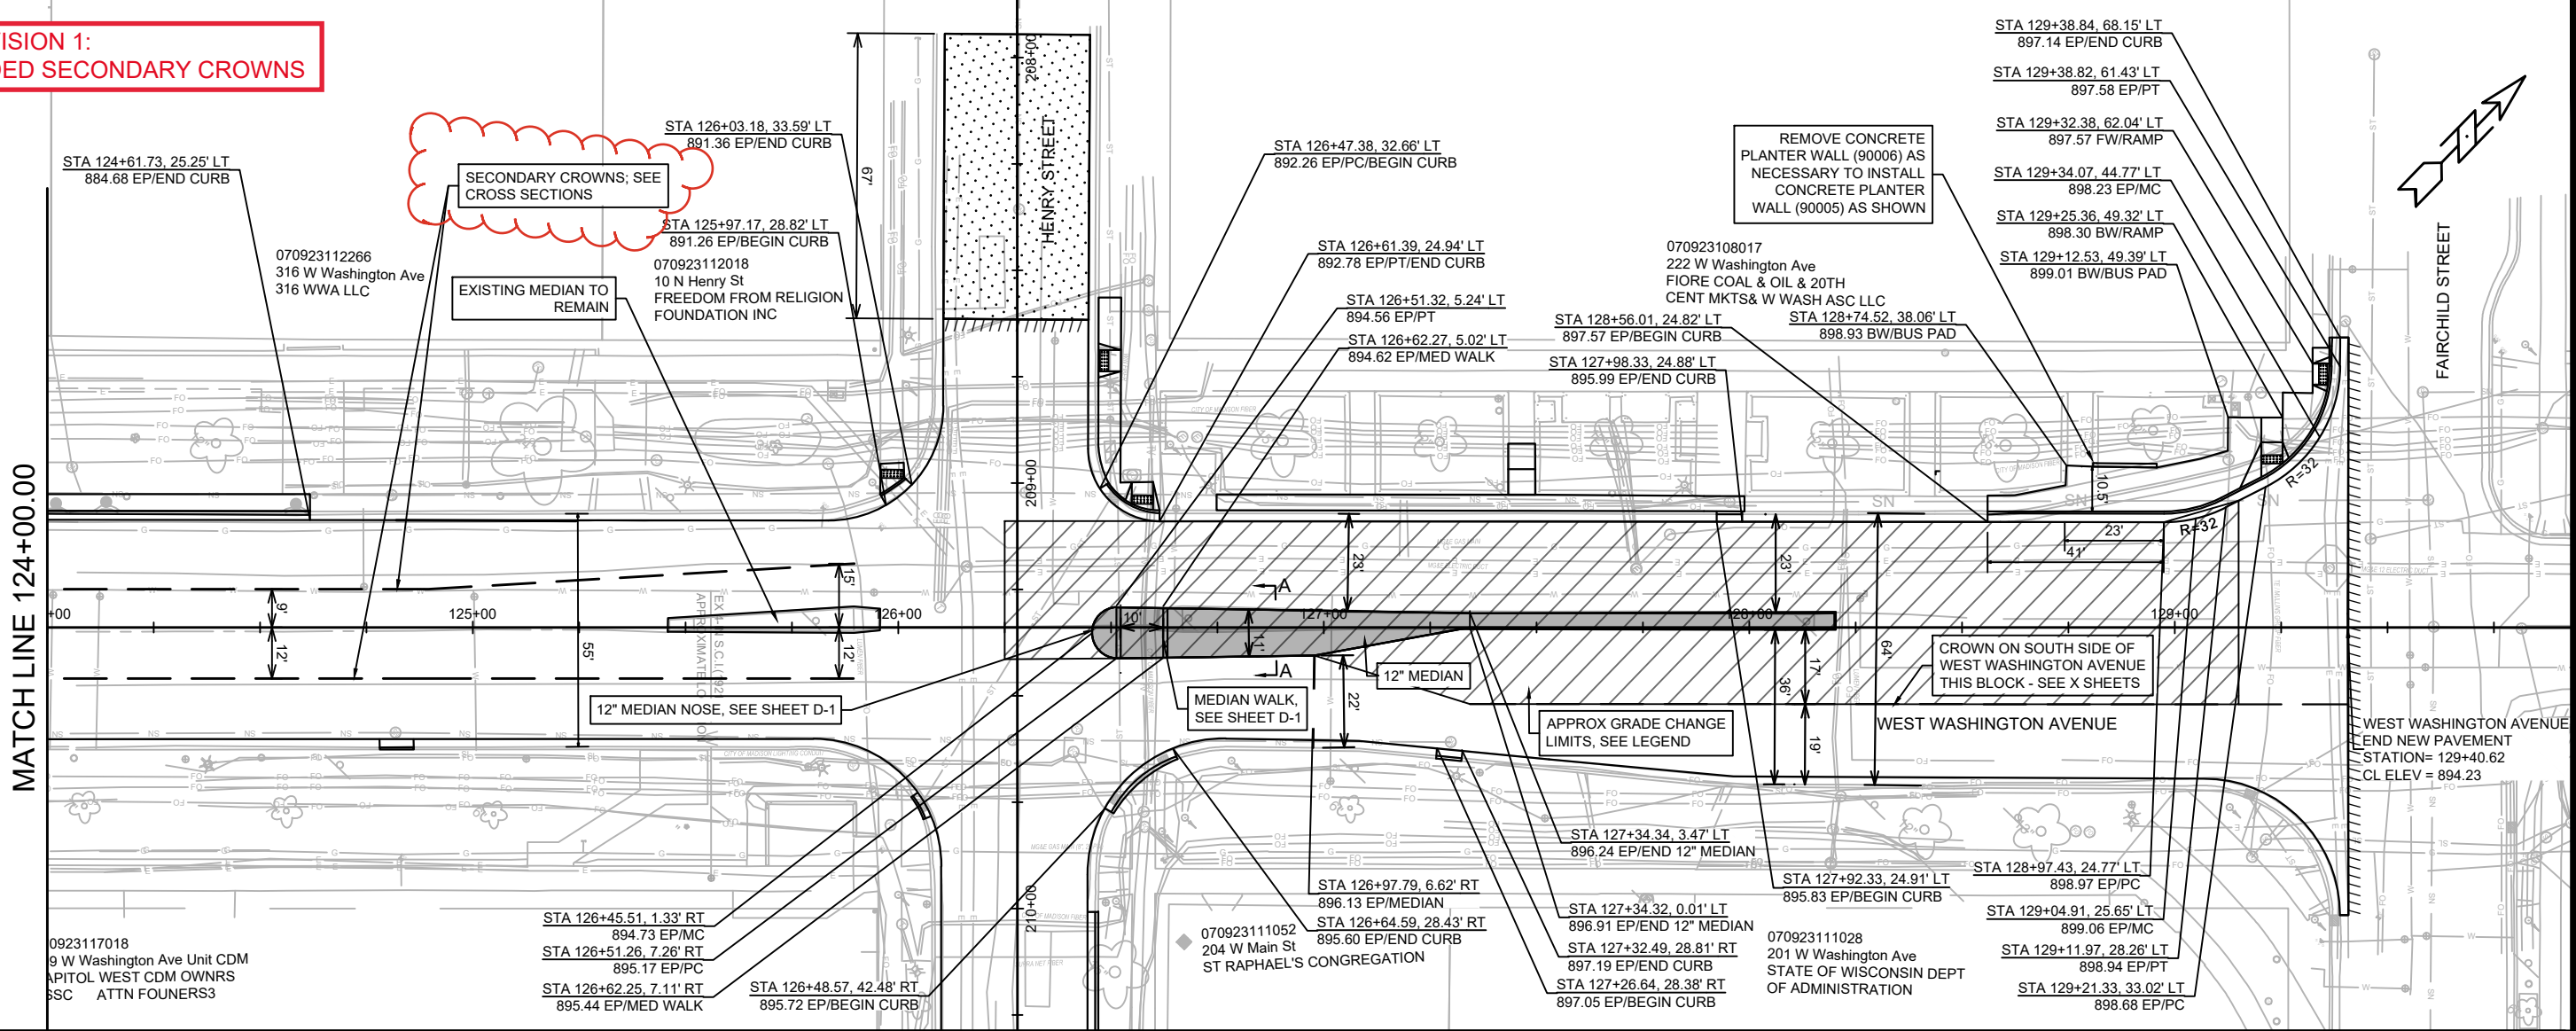 ISION 1:
DED SECONDARY CROWNS
STA 124+61.73, 25.25' LT
884.68 EP/END CURB
SECONDARY CROWNS; SEE
CROSS SECTIONS
STA 126+03.18, 33.59' LT
891.36 EP/END CURB
STA 125+97.17, 28.82' LT
891.26 EP/BEGIN CURB
070923112266
316 W Washington Ave
316 WWA LLC
EXISTING MEDIAN TO
REMAIN
070923112018
10 N Henry St
FREEDOM FROM RELIGION
FOUNDATION INC
67'
208+00
HENRY STREET
209+00
210+00
STA 126+47.38, 32.66' LT
892.26 EP/PC/BEGIN CURB
STA 126+61.39, 24.94' LT
892.78 EP/PT/END CURB
STA 126+51.32, 5.24' LT
894.56 EP/PT
STA 126+62.27, 5.02' LT
894.62 EP/MED WALK
STA 128+56.01, 24.82' LT
897.57 EP/BEGIN CURB
STA 127+98.33, 24.88' LT
895.99 EP/END CURB
070923108017
222 W Washington Ave
FIORE COAL & OIL & 20TH
CENT MKTS& W WASH ASC LLC
STA 128+74.52, 38.06' LT
898.93 BW/BUS PAD
REMOVE CONCRETE
PLANTER WALL (90006) AS
NECESSARY TO INSTALL
CONCRETE PLANTER
WALL (90005) AS SHOWN
STA 129+38.84, 68.15' LT
897.14 EP/END CURB
STA 129+38.82, 61.43' LT
897.58 EP/PT
STA 129+32.38, 62.04' LT
897.57 FW/RAMP
STA 129+34.07, 44.77' LT
898.23 EP/MC
STA 129+25.36, 49.32' LT
898.30 BW/RAMP
STA 129+12.53, 49.39' LT
899.01 BW/BUS PAD
FAIRCHILD STREET
R=32
R=32
10.5'
23'
41'
MATCH LINE 124+00.00
+00
125+00
126+00
127+00
128+00
129+00
9'
12'
55'
15'
12'
10'
11'
23'
23'
22'
36'
17'
19'
64'
A
A
12" MEDIAN NOSE, SEE SHEET D-1
MEDIAN WALK,
SEE SHEET D-1
12" MEDIAN
APPROX GRADE CHANGE
LIMITS, SEE LEGEND
CROWN ON SOUTH SIDE OF
WEST WASHINGTON AVENUE
THIS BLOCK - SEE X SHEETS
WEST WASHINGTON AVENUE
WEST WASHINGTON AVENUE
END NEW PAVEMENT
STATION= 129+40.62
CL ELEV = 894.23
STA 126+45.51, 1.33' RT
894.73 EP/MC
STA 126+51.26, 7.26' RT
895.17 EP/PC
STA 126+62.25, 7.11' RT
895.44 EP/MED WALK
STA 126+48.57, 42.48' RT
895.72 EP/BEGIN CURB
0923117018
9 W Washington Ave Unit CDM
APITOL WEST CDM OWNRS
SSC ATTN FOUNERS3
070923111052
204 W Main St
ST RAPHAEL'S CONGREGATION
STA 126+97.79, 6.62' RT
896.13 EP/MEDIAN
STA 126+64.59, 28.43' RT
895.60 EP/END CURB
STA 127+34.34, 3.47' LT
896.24 EP/END 12" MEDIAN
STA 127+34.32, 0.01' LT
896.91 EP/END 12" MEDIAN
STA 127+32.49, 28.81' RT
897.19 EP/END CURB
STA 127+26.64, 28.38' RT
897.05 EP/BEGIN CURB
STA 127+92.33, 24.91' LT
895.83 EP/BEGIN CURB
070923111028
201 W Washington Ave
STATE OF WISCONSIN DEPT
OF ADMINISTRATION
STA 128+97.43, 24.77' LT
898.97 EP/PC
STA 129+04.91, 25.65' LT
899.06 EP/MC
STA 129+11.97, 28.26' LT
898.94 EP/PT
STA 129+21.33, 33.02' LT
898.68 EP/PC